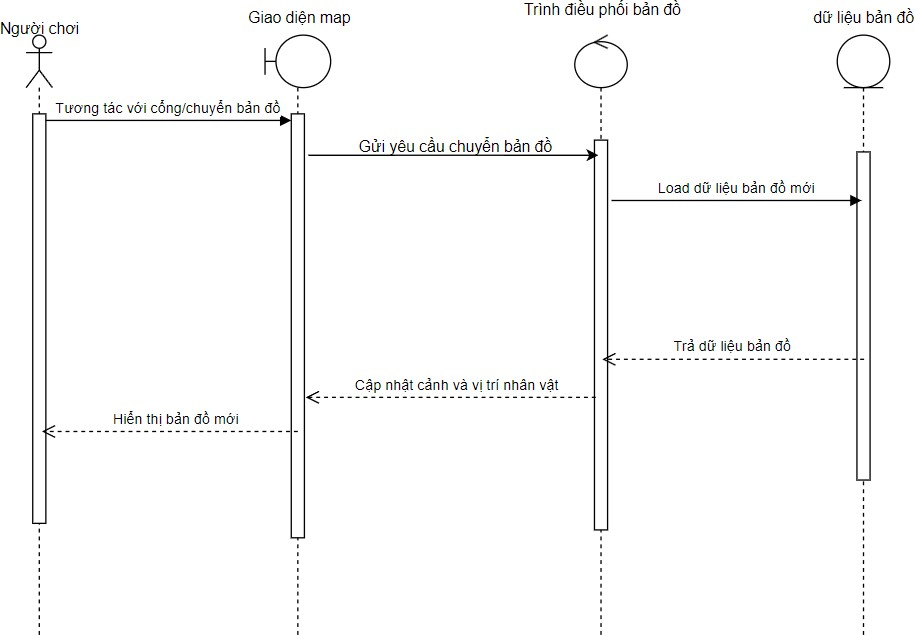 Người chơi
Giao diện map
Trình điều phối bản đồ
dữ liệu bản đồ
Tương tác với cổng/chuyển bản đồ
Gửi yêu cầu chuyển bản đồ
Load dữ liệu bản đồ mới
Trả dữ liệu bản đồ
Cập nhật cảnh và vị trí nhân vật
Hiển thị bản đồ mới